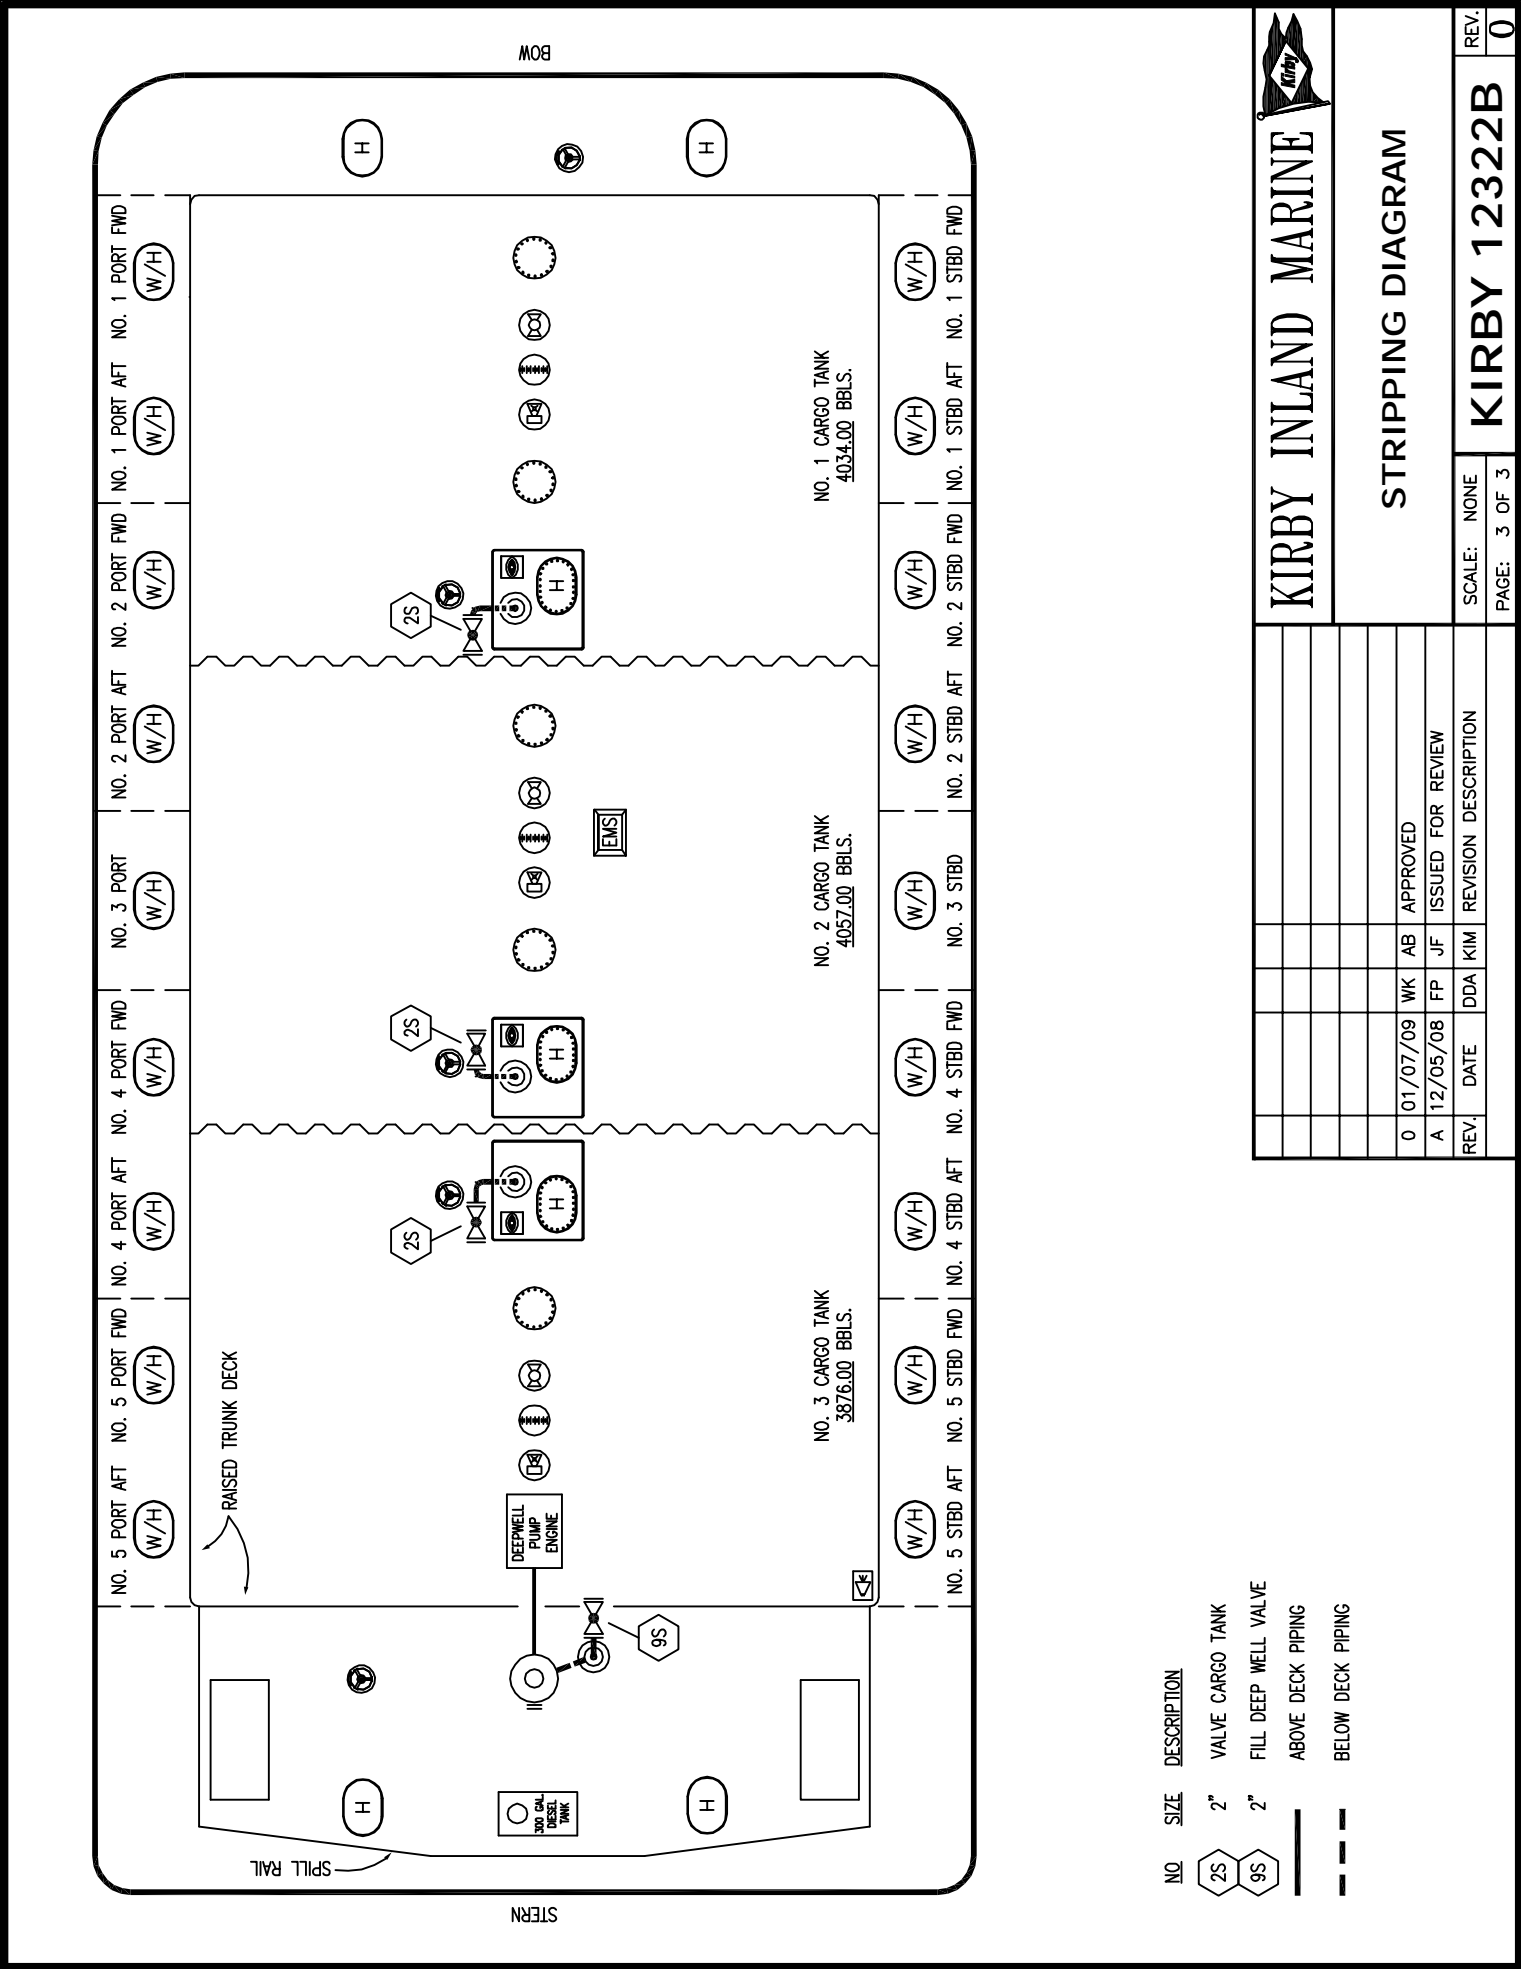 BOW
H
H
NO. 1 PORT FWD
W/H
NO. 1 PORT AFT
W/H
NO. 2 PORT FWD
W/H
NO. 2 PORT AFT
W/H
NO. 3 PORT
W/H
NO. 4 PORT FWD
W/H
NO. 4 PORT AFT
W/H
NO. 5 PORT FWD
W/H
NO. 5 PORT AFT
W/H
NO. 1 CARGO TANK
4034.00 BBLS.
2S
H
NO. 2 CARGO TANK
4057.00 BBLS.
EMS
2S
H
2S
H
NO. 3 CARGO TANK
3876.00 BBLS.
RAISED TRUNK DECK
DEEPWELL
PUMP
ENGINE
9S
W/H
NO. 1 STBD FWD
W/H
NO. 1 STBD AFT
W/H
NO. 2 STBD FWD
W/H
NO. 2 STBD AFT
W/H
NO. 3 STBD
W/H
NO. 4 STBD FWD
W/H
NO. 4 STBD AFT
W/H
NO. 5 STBD FWD
W/H
NO. 5 STBD AFT
H
300 GAL.
DIESEL
TANK
H
SPILL RAIL
STERN
NO SIZE DESCRIPTION
2S 2" VALVE CARGO TANK
9S 2" FILL DEEP WELL VALVE
ABOVE DECK PIPING
BELOW DECK PIPING
0 01/07/09 WK AB APPROVED
A 12/05/08 FP JF ISSUED FOR REVIEW
REV. DATE DDA KIM REVISION DESCRIPTION
KIRBY INLAND MARINE
Kirby
STRIPPING DIAGRAM
SCALE: NONE
PAGE: 3 OF 3
KIRBY 12322B
REV.
0